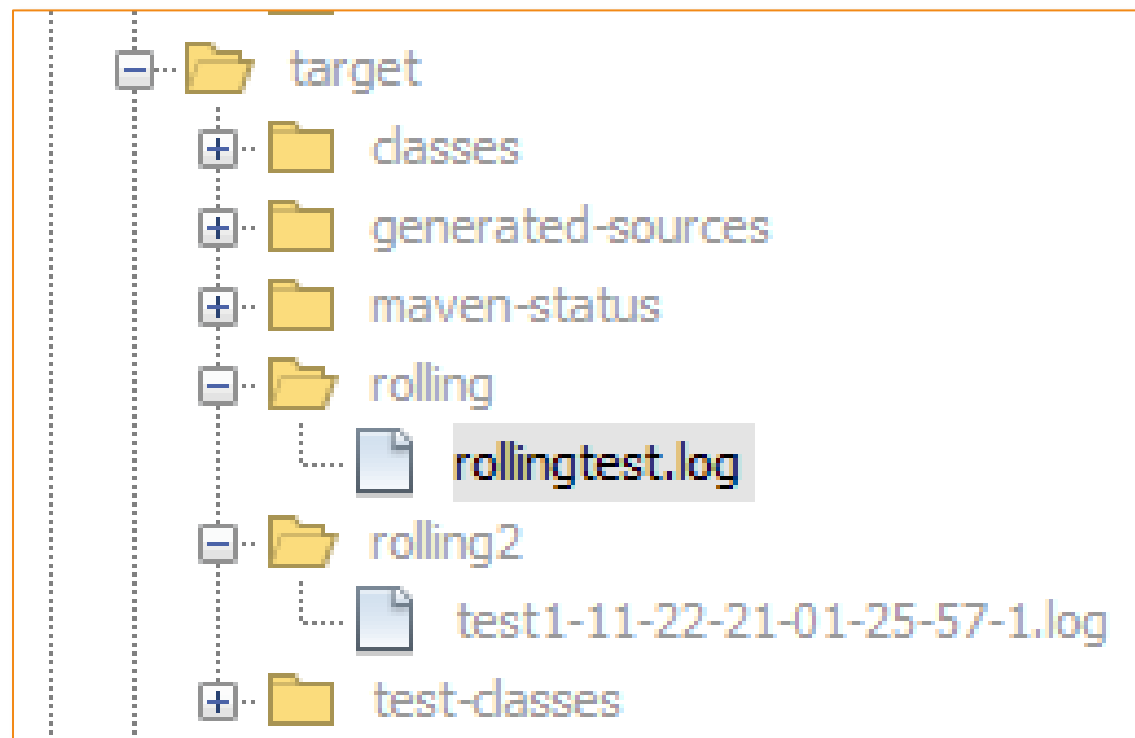 target
classes
generated-sources
maven-status
rolling
rollingtest.log
rolling2
test1-11-22-21-01-25-57-1.log
test-classes